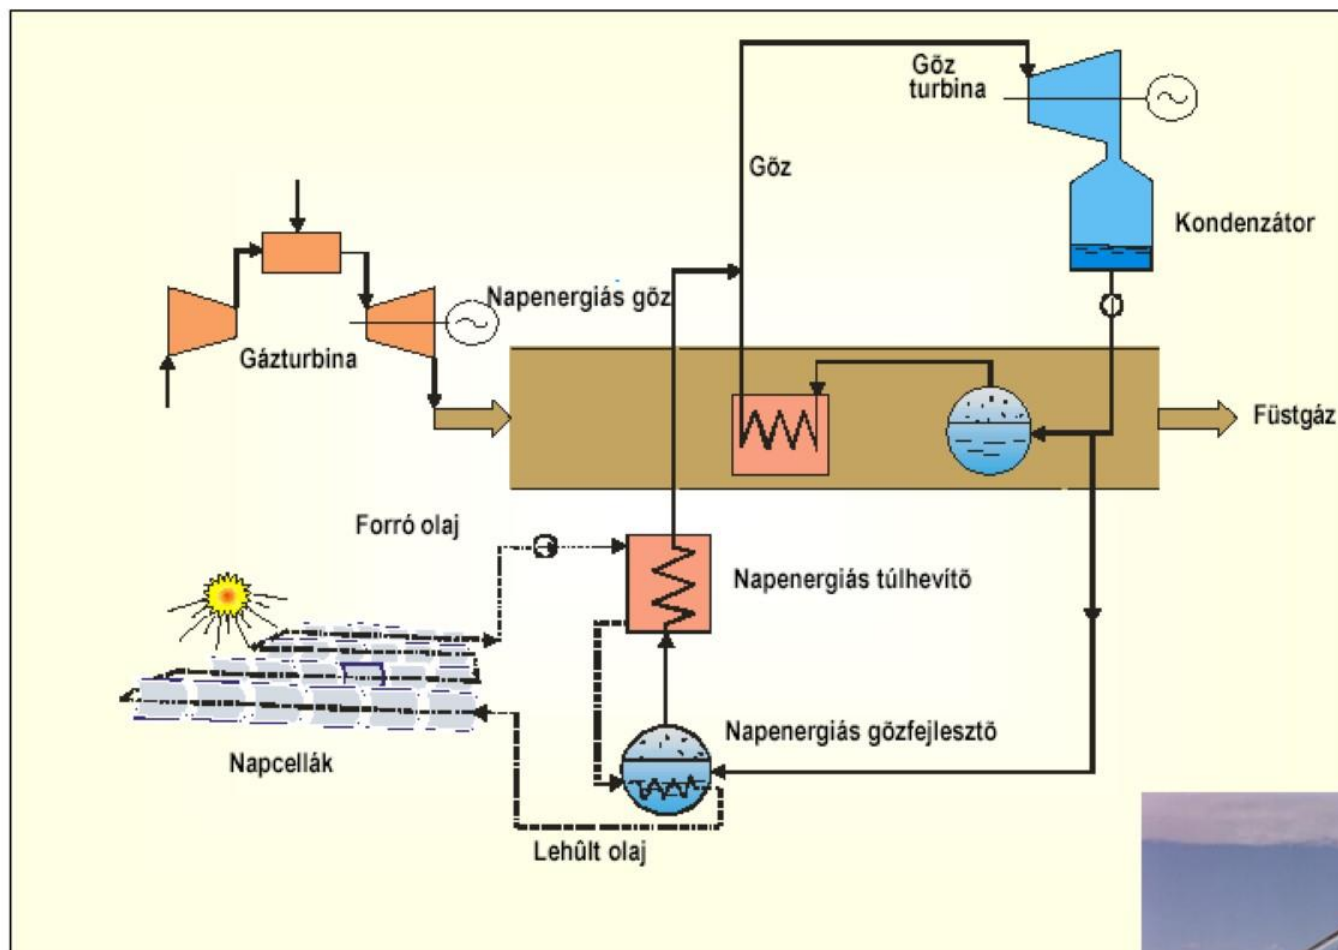 Gõz
turbina
Gõz
Kondenzátor
Napenergiás gõz
Gázturbina
Füstgáz
Forró olaj
Napenergiás túlhevítõ
Napenergiás gõzfejlesztõ
Napcellák
Lehûlt olaj